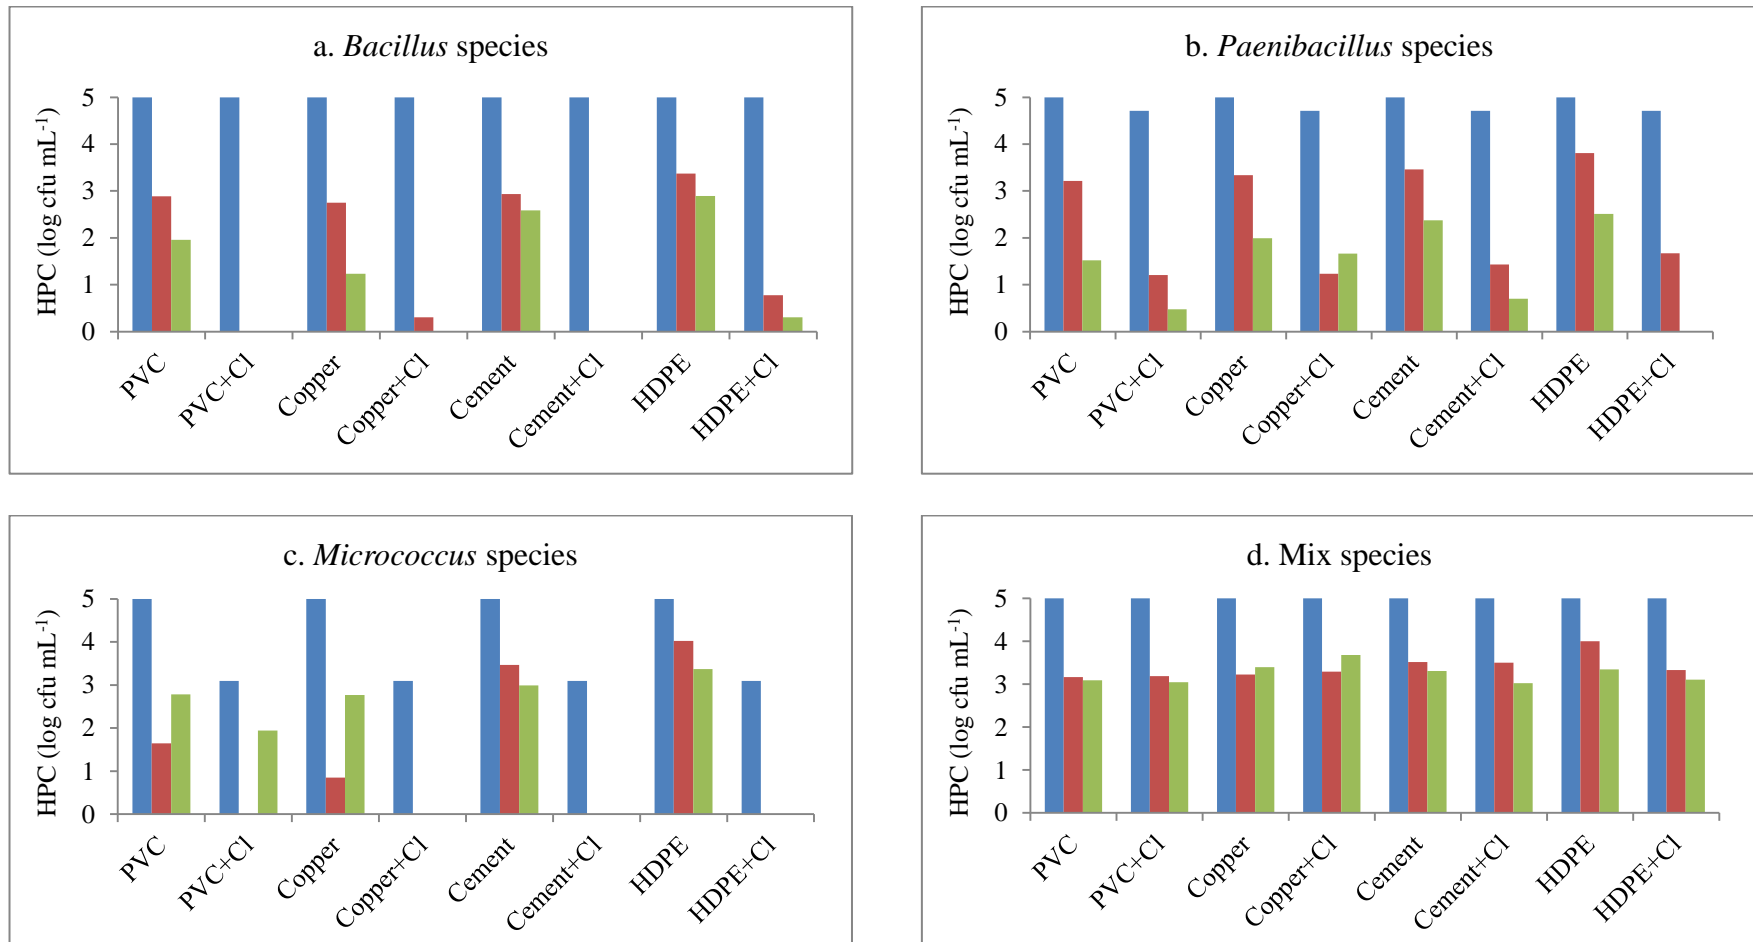 a. Bacillus species
HPC (log cfu mL-1)
5
4
3
2
1
0
PVC
PVC+Cl
Copper
Copper+Cl
Cement
Cement+Cl
HDPE
HDPE+Cl
b. Paenibacillus species
HPC (log cfu mL-1)
5
4
3
2
1
0
PVC
PVC+Cl
Copper
Copper+Cl
Cement
Cement+Cl
HDPE
HDPE+Cl
c. Micrococcus species
HPC (log cfu mL-1)
5
4
3
2
1
0
PVC
PVC+Cl
Copper
Copper+Cl
Cement
Cement+Cl
HDPE
HDPE+Cl
d. Mix species
HPC (log cfu mL-1)
5
4
3
2
1
0
PVC
PVC+Cl
Copper
Copper+Cl
Cement
Cement+Cl
HDPE
HDPE+Cl